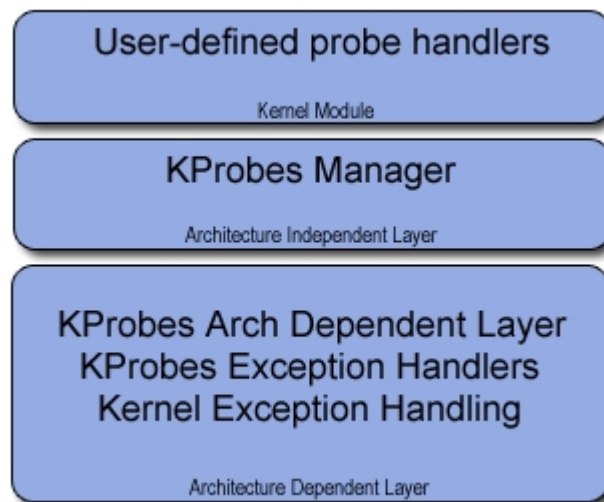 User-defined probe handlers
Kernel Module
KProbes Manager
Architecture Independent Layer
KProbes Arch Dependent Layer
KProbes Exception Handlers
Kernel Exception Handling
Architecture Dependent Layer